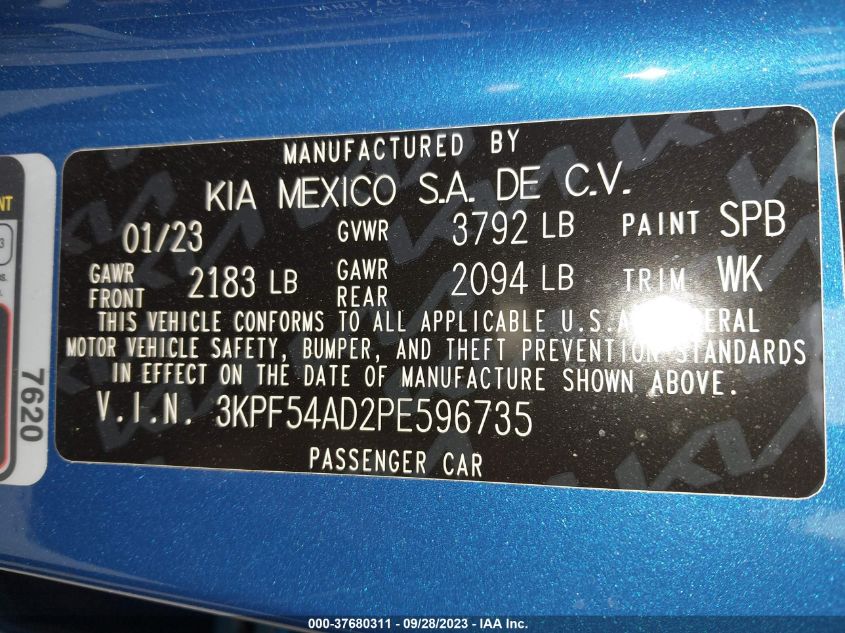 MANUFACTURED BY
KIA MEXICO S.A. DE C.V.
01/23 GVWR 3792 LB PAINT SPB
GAWR FRONT 2183 LB GAWR REAR 2094 LB TRIM WK
THIS VEHICLE CONFORMS TO ALL APPLICABLE U.S.
MOTOR VEHICLE SAFETY, BUMPER, AND THEFT PREVENTION STANDARDS
IN EFFECT ON THE DATE OF MANUFACTURE SHOWN ABOVE.
V.I.N. 3KPF54AD2PE596735
PASSENGER CAR
7620
000-37680311 - 09/28/2023 - IAA Inc.